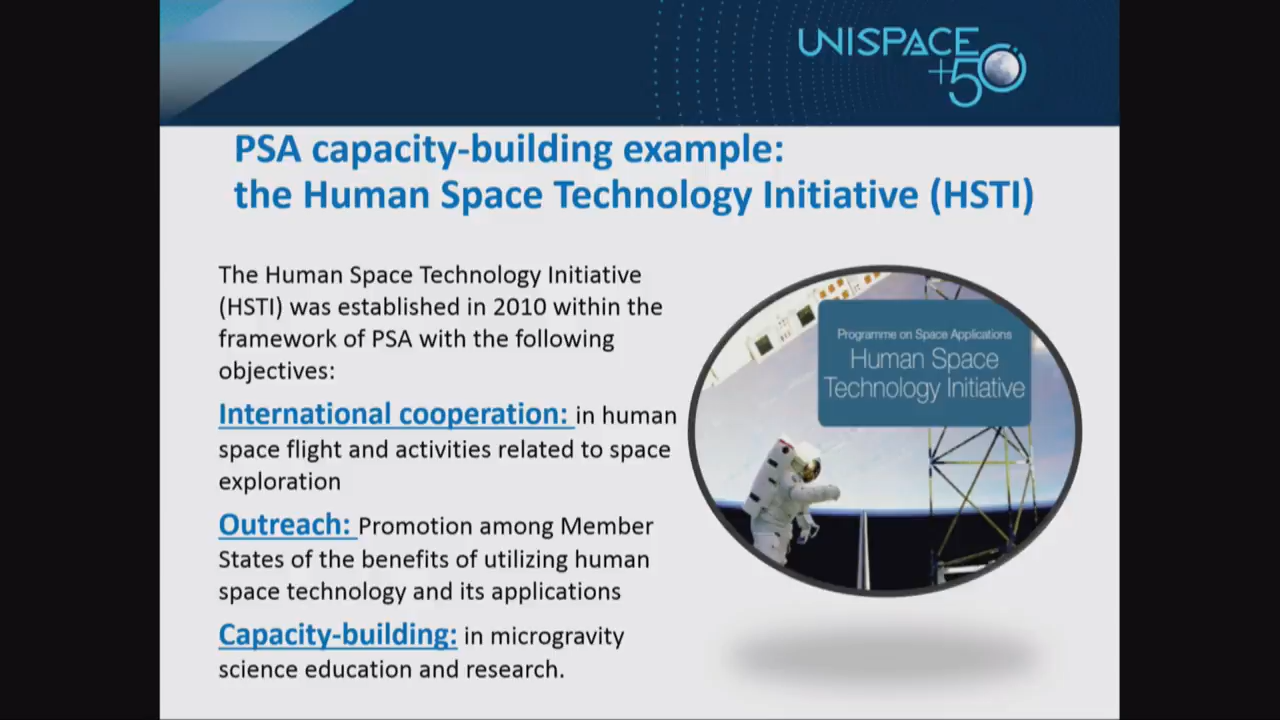 UNISPACE
+50
PSA capacity-building example:
the Human Space Technology Initiative (HSTI)
The Human Space Technology Initiative
(HSTI) was established in 2010 within the
framework of PSA with the following
objectives:
International cooperation: in human
space flight and activities related to space
exploration
Outreach: Promotion among Member
States of the benefits of utilizing human
space technology and its applications
Capacity-building: in microgravity
science education and research.
Programme on Space Applications
Human Space
Technology Initiative